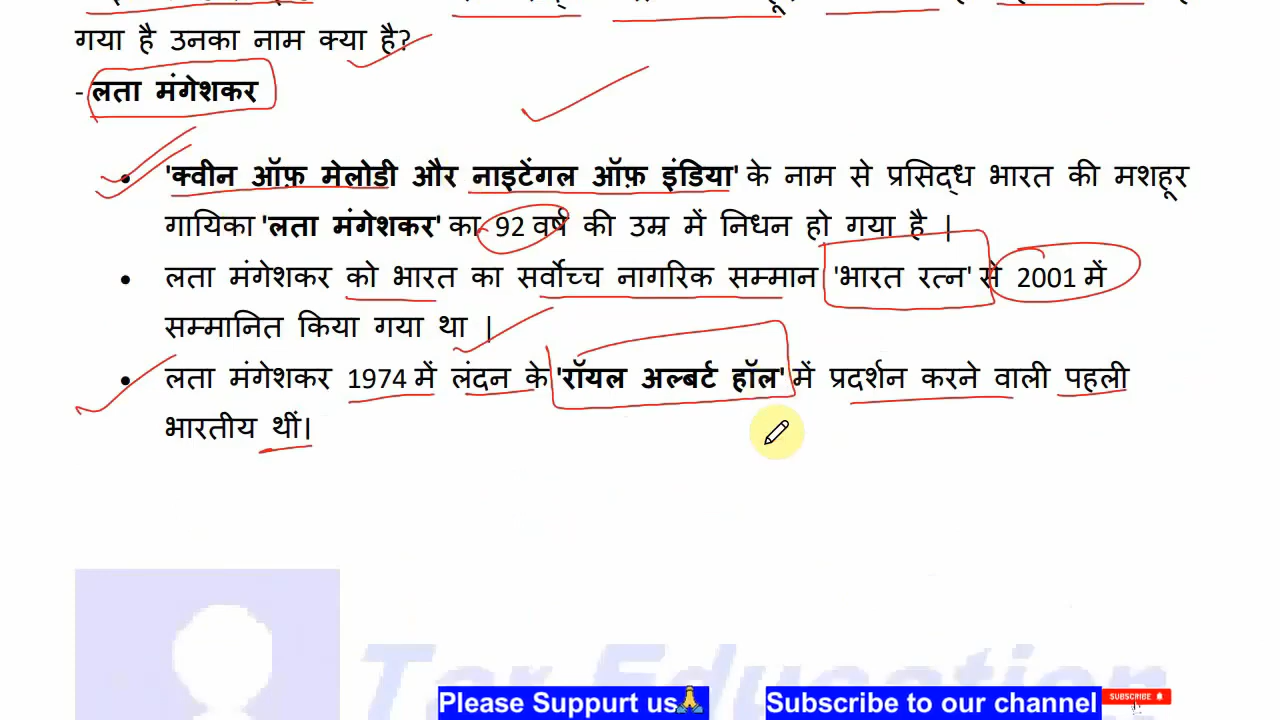 गया है उनका नाम क्या है?
- लता मंगेशकर
• 'क्वीन ऑफ़ मेलोडी और नाइटेंगल ऑफ़ इंडिया' के नाम से प्रसिद्ध भारत की मशहूर
गायिका 'लता मंगेशकर' का 92 वर्ष की उम्र में निधन हो गया है |
• लता मंगेशकर को भारत का सर्वोच्च नागरिक सम्मान 'भारत रत्न' से 2001 में
सम्मानित किया गया था |
• लता मंगेशकर 1974 में लंदन के 'रॉयल अल्बर्ट हॉल' में प्रदर्शन करने वाली पहली
भारतीय थीं।
Tor Education
Please Suppurt us🙏 Subscribe to our channel SUBSCRIBE